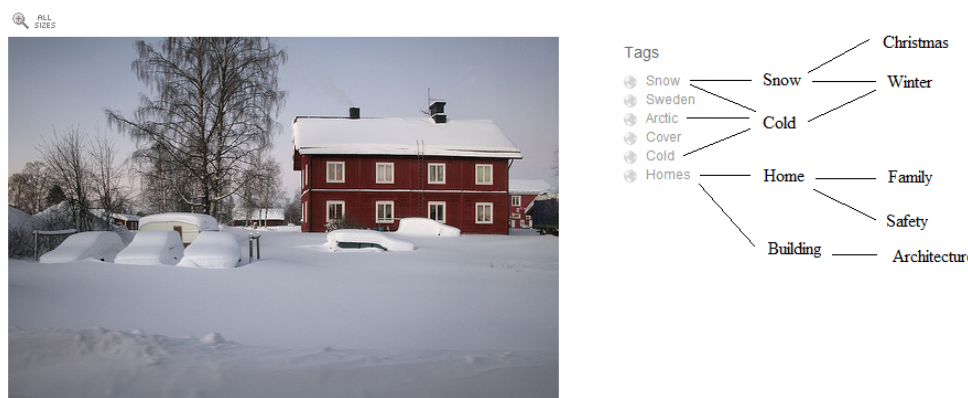 ALL
SIZES
Tags
Snow
Sweden
Arctic
Cover
Cold
Homes
Snow
Cold
Home
Building
Christmas
Winter
Family
Safety
Architecture